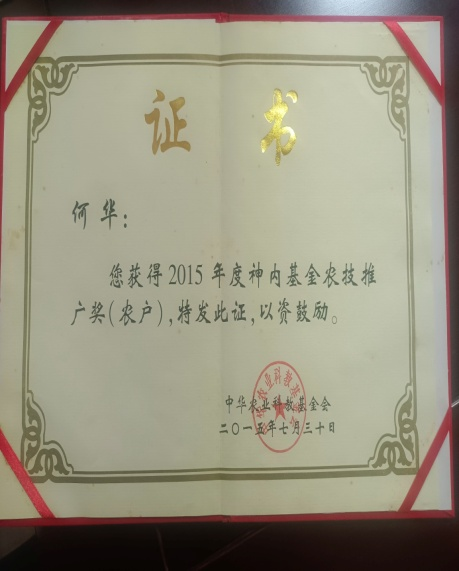 证书
何华：
您获得2015年度神内基金农技推
广奖（农户），特发此证，以资鼓励。
中华农业科教基金会
二〇一五年七月三十日